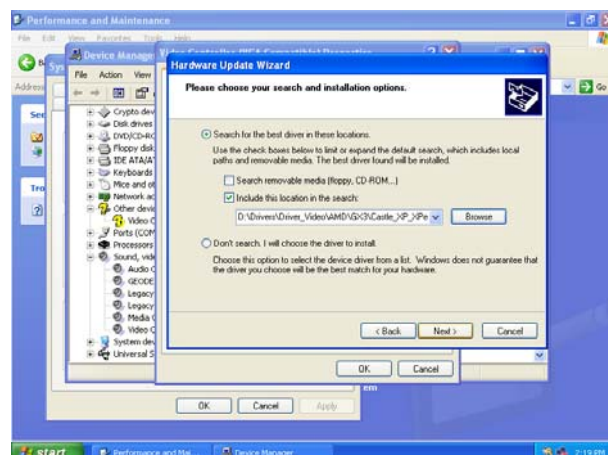 Performance and Maintenance
File Edit View Favorites Tools Help
Address
Go
Device Manage
File Action View
Crypto dev
Disk drives
DVD/CD-RO
Floppy disk
IDE ATA/A
Keyboards
Mice and ot
Network ad
Other devic
Video C
Ports (COM
Processors
Sound, vide
Audio C
GEODE
Legacy
Legacy
Media C
Video C
System dev
Universal S
Video Controller (VGA Compatible) Properties
Hardware Update Wizard
Please choose your search and installation options.
Search for the best driver in these locations.
Use the check boxes below to limit or expand the default search, which includes local
paths and removable media. The best driver found will be installed.
Search removable media (floppy, CD-ROM...)
Include this location in the search:
D:\Drivers\Driver_Video\AMD\GX3\Castle_XP_XPe
Browse
Don't search. I will choose the driver to install.
Choose this option to select the device driver from a list. Windows does not guarantee that
the driver you choose will be the best match for your hardware.
< Back Next > Cancel
OK Cancel
OK Cancel Apply
start Performance and Mai... Device Manager 2:19 PM